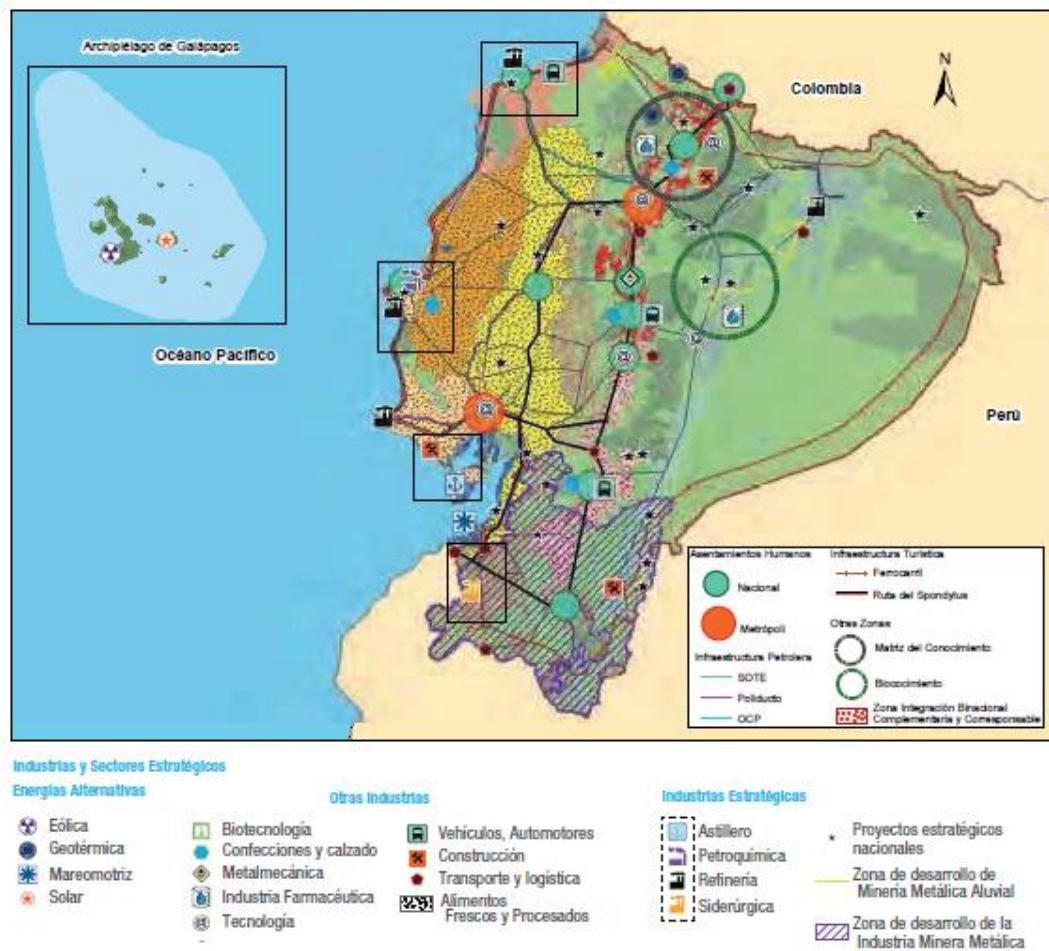 Archipiélago de Galápagos
N
Colombia
Océano Pacífico
Perú
Asentamientos Humanos
Nacional
Metrópoli
Infraestructura Petrolera
SOTE
Poliducto
OCP
Infraestructura Turística
Ferrocarril
Ruta del Spondylus
Otras Zonas
Matriz del Conocimiento
Zona Integración Binacional
Complementaria y Corresponsable
Industrias y Sectores Estratégicos
Energías Alternativas
Eólica
Geotérmica
Mareomotriz
Solar
Otras Industrias
Biotecnología
Confecciones y calzado
Metalmecánica
Industria Farmacéutica
Tecnología
Vehículos, Automotores
Construcción
Transporte y logística
Alimentos
Frescos y Procesados
Industrias Estratégicas
Astillero
Petroquímica
Refinería
Siderúrgica
Proyectos estratégicos
nacionales
Zona de desarrollo de
Minería Metálica Aluvial
Zona de desarrollo de la
Industria Minera Metálica